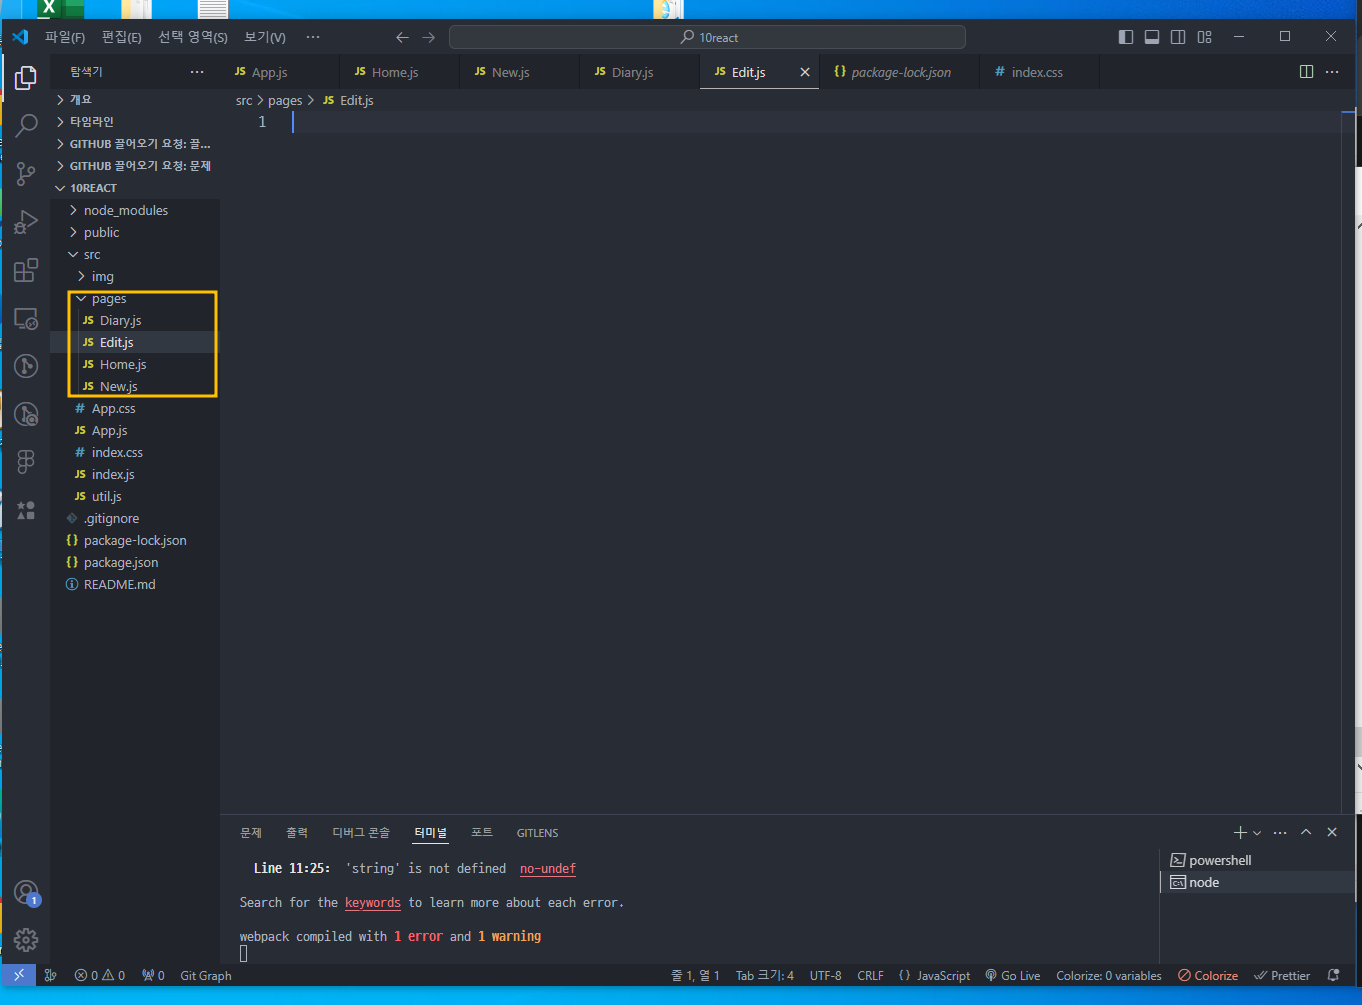 파일(F) 편집(E) 선택 영역(S) 보기(V) ··· 10react
탐색기 ···
JS App.js JS Home.js JS New.js JS Diary.js JS Edit.js {} package-lock.json # index.css
개요
타임라인
GITHUB 끌어오기 요청: 끌...
GITHUB 끌어오기 요청: 문제
10REACT
node_modules
public
src
img
pages
JS Diary.js
JS Edit.js
JS Home.js
JS New.js
# App.css
JS App.js
# index.css
JS index.js
JS util.js
.gitignore
{} package-lock.json
{} package.json
README.md
src > pages > JS Edit.js
1
문제 출력 디버그 콘솔 터미널 포트 GITLENS
Line 11:25: 'string' is not defined no-undef
Search for the keywords to learn more about each error.
webpack compiled with 1 error and 1 warning
powershell
node
1
0 0 0 Git Graph 줄 1, 열 1 Tab 크기: 4 UTF-8 CRLF {} JavaScript Go Live Colorize: 0 variables Colorize Prettier